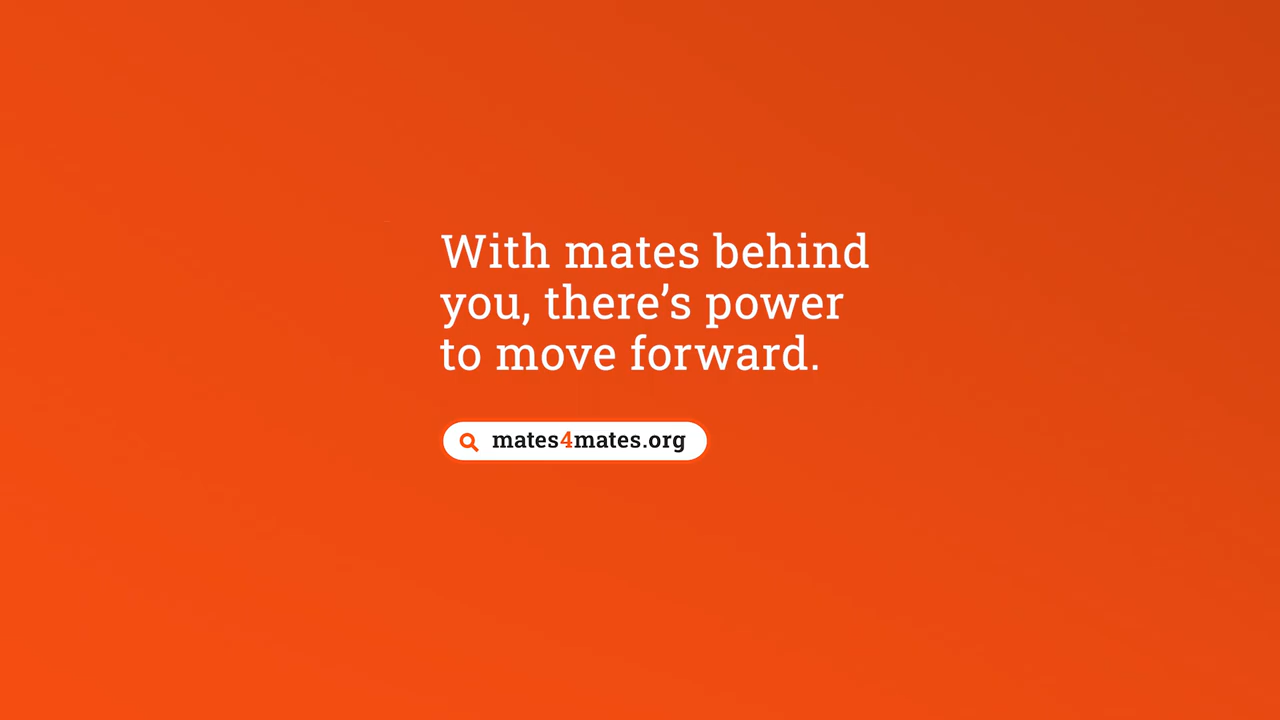 With mates behind
you, there’s power
to move forward.
mates4mates.org